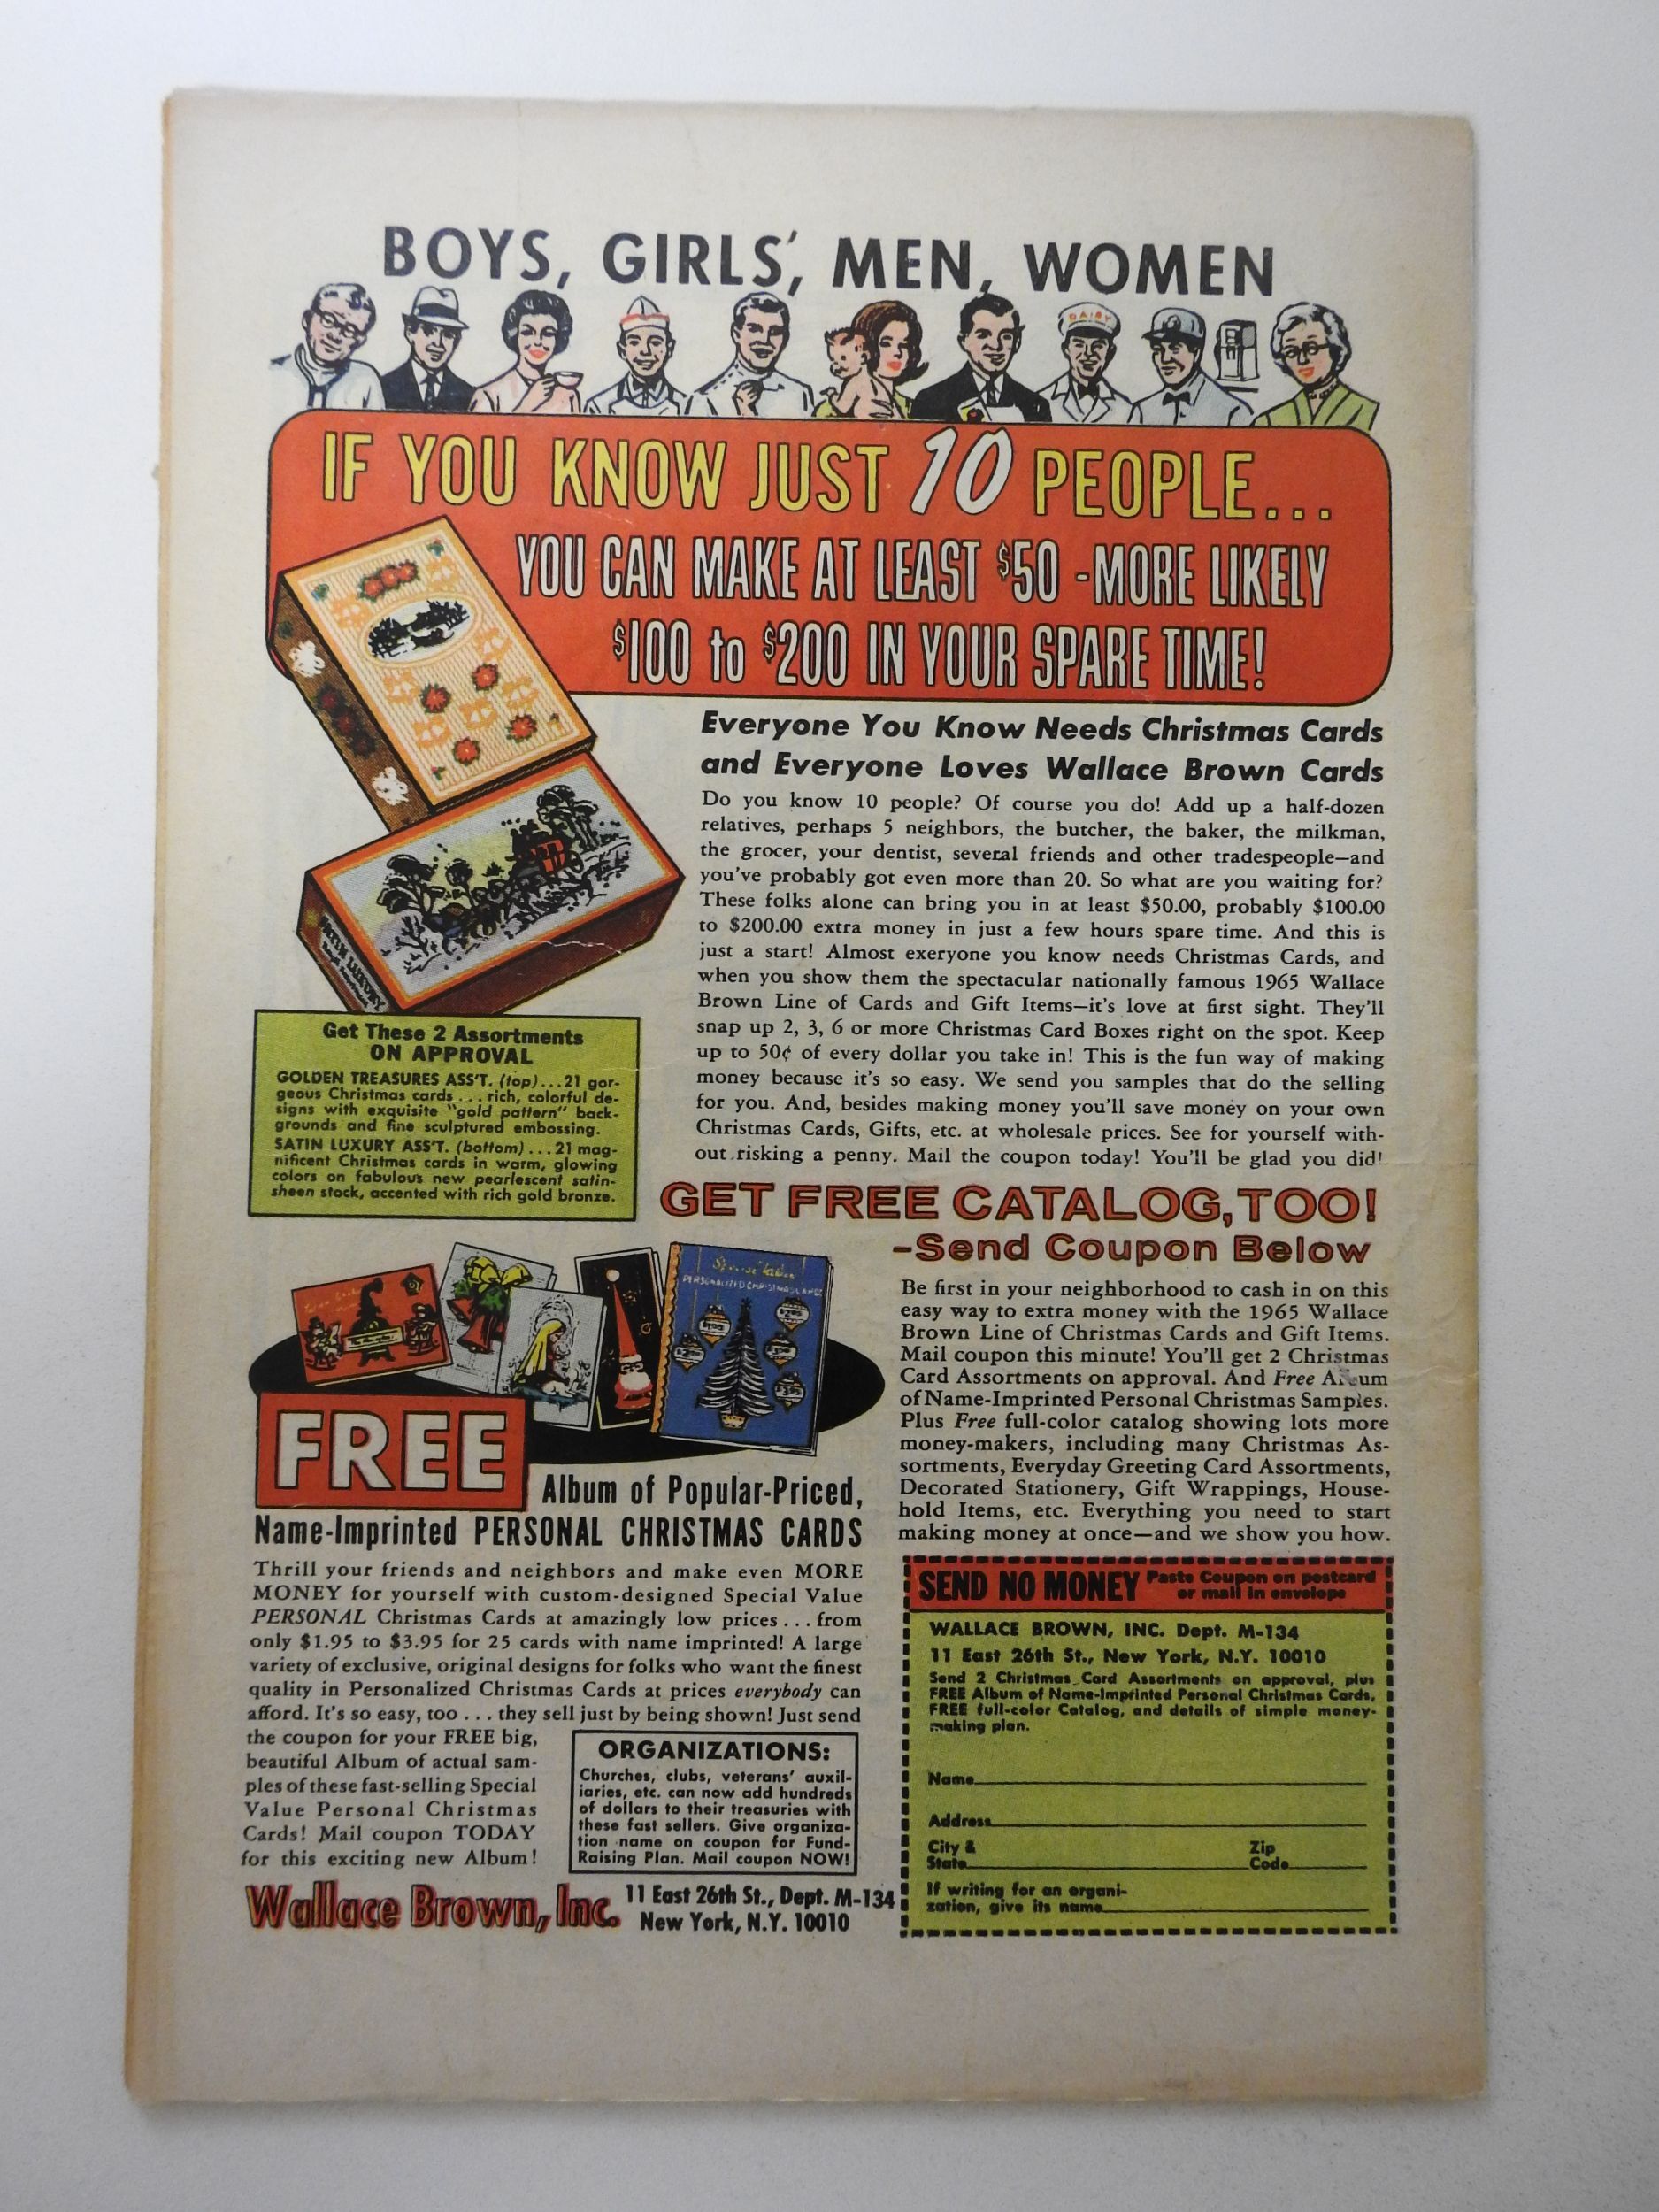 BOYS, GIRLS', MEN, WOMEN
DAIRY
IF YOU KNOW JUST 10 PEOPLE...
YOU CAN MAKE AT LEAST $50 - MORE LIKELY
$100 to $200 IN YOUR SPARE TIME!
Everyone You Know Needs Christmas Cards
and Everyone Loves Wallace Brown Cards
Do you know 10 people? Of course you do! Add up a half-dozen
relatives, perhaps 5 neighbors, the butcher, the baker, the milkman,
the grocer, your dentist, several friends and other tradespeople—and
you've probably got even more than 20. So what are you waiting for?
These folks alone can bring you in at least $50.00, probably $100.00
to $200.00 extra money in just a few hours spare time. And this is
just a start! Almost exeryone you know needs Christmas Cards, and
when you show them the spectacular nationally famous 1965 Wallace
Brown Line of Cards and Gift Items—it's love at first sight. They'll
snap up 2, 3, 6 or more Christmas Card Boxes right on the spot. Keep
up to 50¢ of every dollar you take in! This is the fun way of making
money because it's so easy. We send you samples that do the selling
for you. And, besides making money you'll save money on your own
Christmas Cards, Gifts, etc. at wholesale prices. See for yourself with-
out risking a penny. Mail the coupon today! You'll be glad you did!
SATIN LUXURY
Get These 2 Assortments
ON APPROVAL
GOLDEN TREASURES ASS'T. (top)...21 gor-
geous Christmas cards ... rich, colorful de-
signs with exquisite "gold pattern" back-
grounds and fine sculptured embossing.
SATIN LUXURY ASS'T. (bottom)...21 mag-
nificent Christmas cards in warm, glowing
colors on fabulous new pearlescent satin-
sheen stock, accented with rich gold bronze.
GET FREE CATALOG, TOO!
-Send Coupon Below
Be first in your neighborhood to cash in on this
easy way to extra money with the 1965 Wallace
Brown Line of Christmas Cards and Gift Items.
Mail coupon this minute! You'll get 2 Christmas
Card Assortments on approval. And Free Album
of Name-Imprinted Personal Christmas Samples.
Plus Free full-color catalog showing lots more
money-makers, including many Christmas As-
sortments, Everyday Greeting Card Assortments,
Decorated Stationery, Gift Wrappings, House-
hold Items, etc. Everything you need to start
making money at once—and we show you how.
PERSONALIZED CHRISTMAS CARDS
FREE
Album of Popular-Priced,
Name-Imprinted PERSONAL CHRISTMAS CARDS
Thrill your friends and neighbors and make even MORE
MONEY for yourself with custom-designed Special Value
PERSONAL Christmas Cards at amazingly low prices ... from
only $1.95 to $3.95 for 25 cards with name imprinted! A large
variety of exclusive, original designs for folks who want the finest
quality in Personalized Christmas Cards at prices everybody can
afford. It's so easy, too ... they sell just by being shown! Just send
the coupon for your FREE big,
beautiful Album of actual sam-
ples of these fast-selling Special
Value Personal Christmas
Cards! Mail coupon TODAY
for this exciting new Album!
ORGANIZATIONS:
Churches, clubs, veterans' auxil-
iaries, etc. can now add hundreds
of dollars to their treasuries with
these fast sellers. Give organiza-
tion name on coupon for Fund-
Raising Plan. Mail coupon NOW!
Wallace Brown, Inc.
11 East 26th St., Dept. M-134
New York, N.Y. 10010
SEND NO MONEY Paste Coupon on postcard
or mail in envelope
WALLACE BROWN, INC. Dept. M-134
11 East 26th St., New York, N.Y. 10010
Send 2 Christmas Card Assortments on approval, plus
FREE Album of Name-Imprinted Personal Christmas Cards,
FREE full-color Catalog, and details of simple money-
making plan.
Name
Address
City & Zip
State Code
If writing for an organi-
zation, give its name